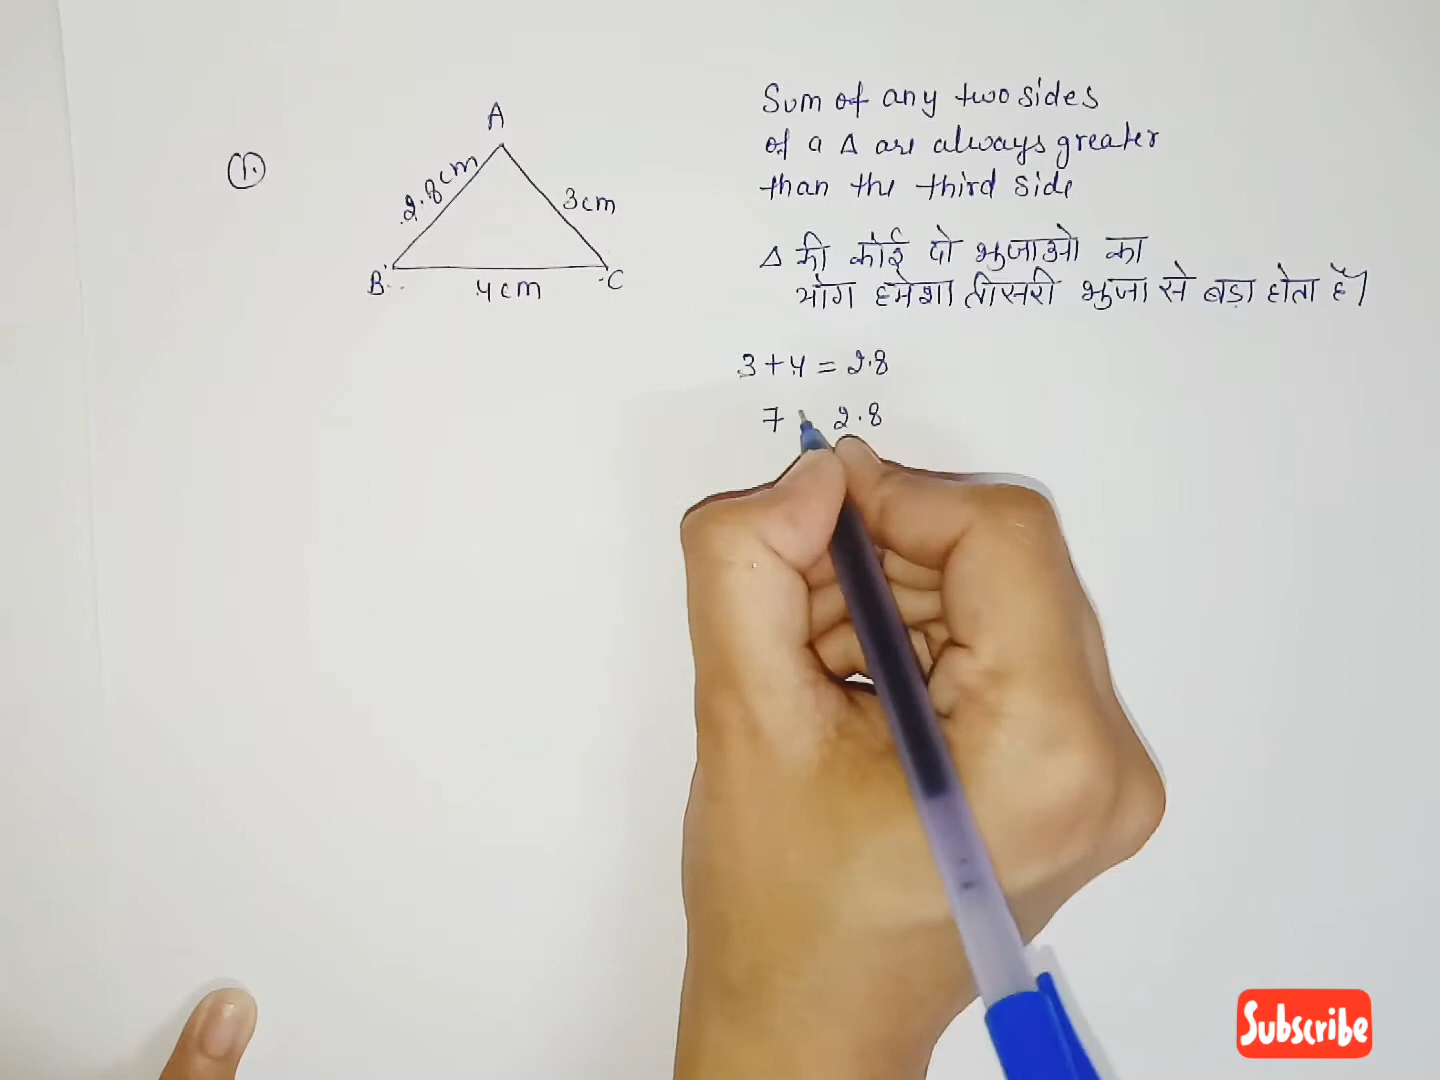 1.
A
2.8cm
3cm
B
C
4cm
Sum of any two sides
of a Δ are always greater
than the third side
Δ की कोई दो भुजाओ का
योग हमेशा तीसरी भुजा से बड़ा होता है।
3+4=2.8
7 2.8
Subscribe